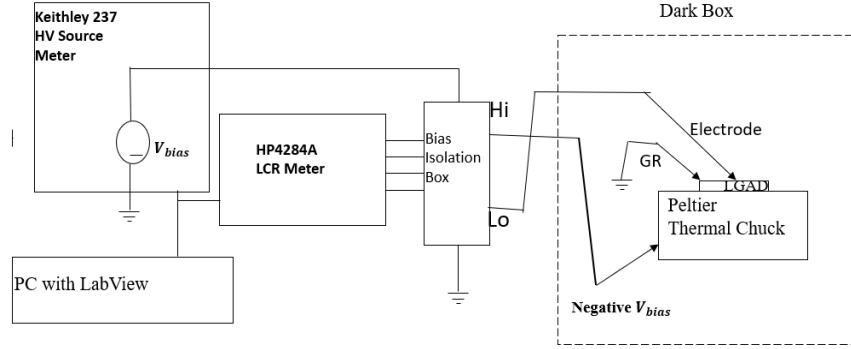 Dark Box
Keithley 237
HV Source
Meter
Hi
HP4284A
LCR Meter
Bias
Isolation
Box
Electrode
V_bias
GR
LGAD
Peltier
Thermal Chuck
Lo
PC with LabView
Negative V_bias